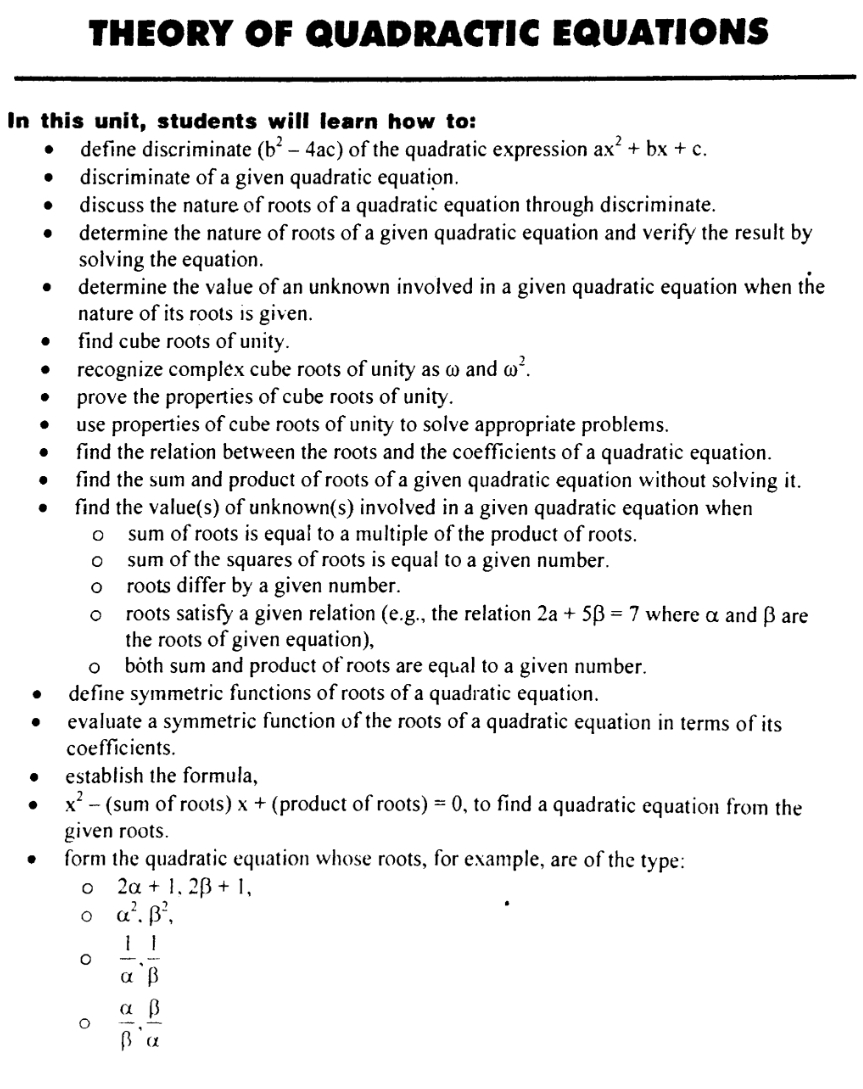 THEORY OF QUADRACTIC EQUATIONS
In this unit, students will learn how to:
• define discriminate (b² – 4ac) of the quadratic expression ax² + bx + c.
• discriminate of a given quadratic equation.
• discuss the nature of roots of a quadratic equation through discriminate.
• determine the nature of roots of a given quadratic equation and verify the result by
solving the equation.
• determine the value of an unknown involved in a given quadratic equation when the
nature of its roots is given.
• find cube roots of unity.
• recognize complex cube roots of unity as ω and ω².
• prove the properties of cube roots of unity.
• use properties of cube roots of unity to solve appropriate problems.
• find the relation between the roots and the coefficients of a quadratic equation.
• find the sum and product of roots of a given quadratic equation without solving it.
• find the value(s) of unknown(s) involved in a given quadratic equation when
o sum of roots is equal to a multiple of the product of roots.
o sum of the squares of roots is equal to a given number.
o roots differ by a given number.
o roots satisfy a given relation (e.g., the relation 2a + 5β = 7 where α and β are
the roots of given equation),
o both sum and product of roots are equal to a given number.
• define symmetric functions of roots of a quadratic equation.
• evaluate a symmetric function of the roots of a quadratic equation in terms of its
coefficients.
• establish the formula,
• x² – (sum of roots) x + (product of roots) = 0, to find a quadratic equation from the
given roots.
• form the quadratic equation whose roots, for example, are of the type:
o 2α + 1, 2β + 1,
o α², β²,
o 1/α, 1/β
o α/β, β/α